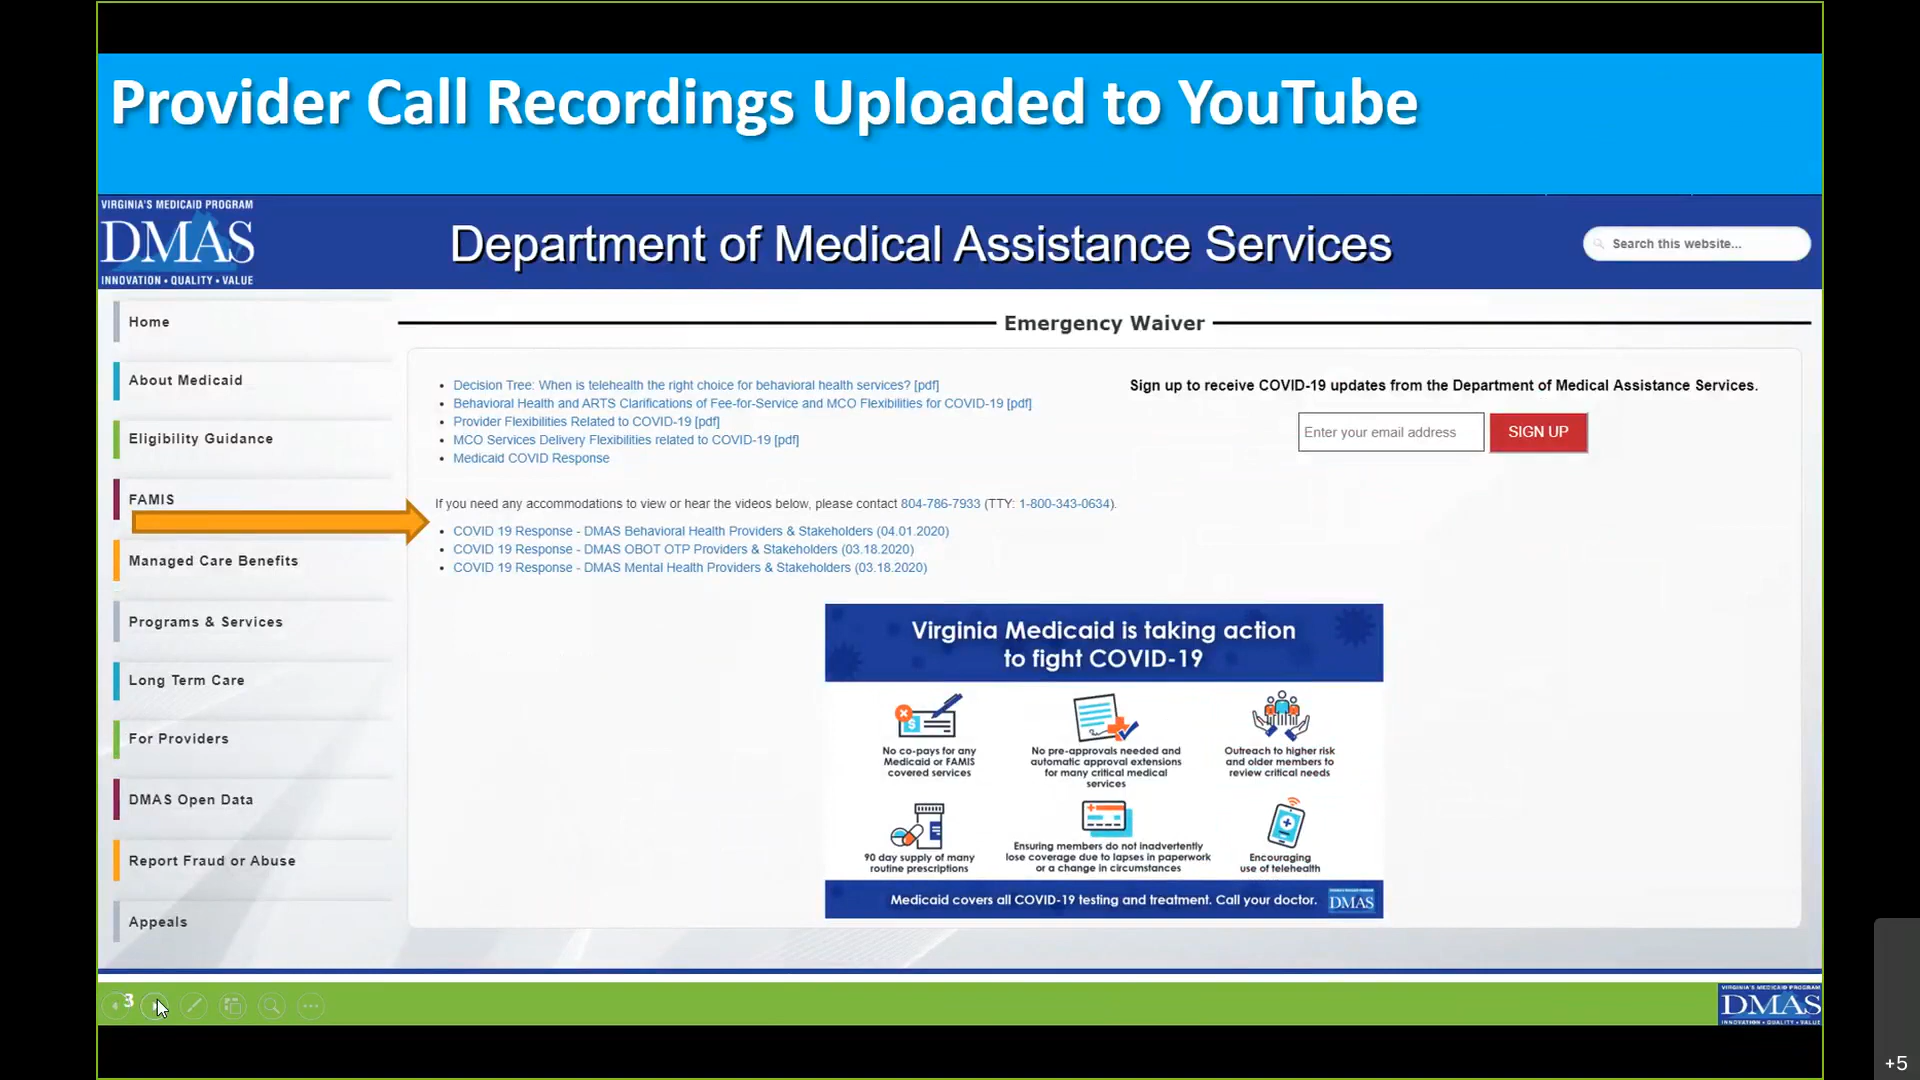 Provider Call Recordings Uploaded to YouTube
VIRGINIA'S MEDICAID PROGRAM
DMAS
INNOVATION • QUALITY • VALUE
Department of Medical Assistance Services
Search this website...
Home
About Medicaid
Eligibility Guidance
FAMIS
Managed Care Benefits
Programs & Services
Long Term Care
For Providers
DMAS Open Data
Report Fraud or Abuse
Appeals
Emergency Waiver
• Decision Tree: When is telehealth the right choice for behavioral health services? [pdf]
• Behavioral Health and ARTS Clarifications of Fee-for-Service and MCO Flexibilities for COVID-19 [pdf]
• Provider Flexibilities Related to COVID-19 [pdf]
• MCO Services Delivery Flexibilities related to COVID-19 [pdf]
• Medicaid COVID Response
Sign up to receive COVID-19 updates from the Department of Medical Assistance Services.
Enter your email address
SIGN UP
If you need any accommodations to view or hear the videos below, please contact 804-786-7933 (TTY: 1-800-343-0634).
• COVID 19 Response - DMAS Behavioral Health Providers & Stakeholders (04.01.2020)
• COVID 19 Response - DMAS OBOT OTP Providers & Stakeholders (03.18.2020)
• COVID 19 Response - DMAS Mental Health Providers & Stakeholders (03.18.2020)
Virginia Medicaid is taking action
to fight COVID-19
No co-pays for any
Medicaid or FAMIS
covered services
No pre-approvals needed and
automatic approval extensions
for many critical medical
services
Outreach to higher risk
and older members to
review critical needs
90 day supply of many
routine prescriptions
Ensuring members do not inadvertently
lose coverage due to lapses in paperwork
or a change in circumstances
Encouraging
use of telehealth
Medicaid covers all COVID-19 testing and treatment. Call your doctor.
DMAS
3
VIRGINIA'S MEDICAID PROGRAM
DMAS
INNOVATION • QUALITY • VALUE
+5